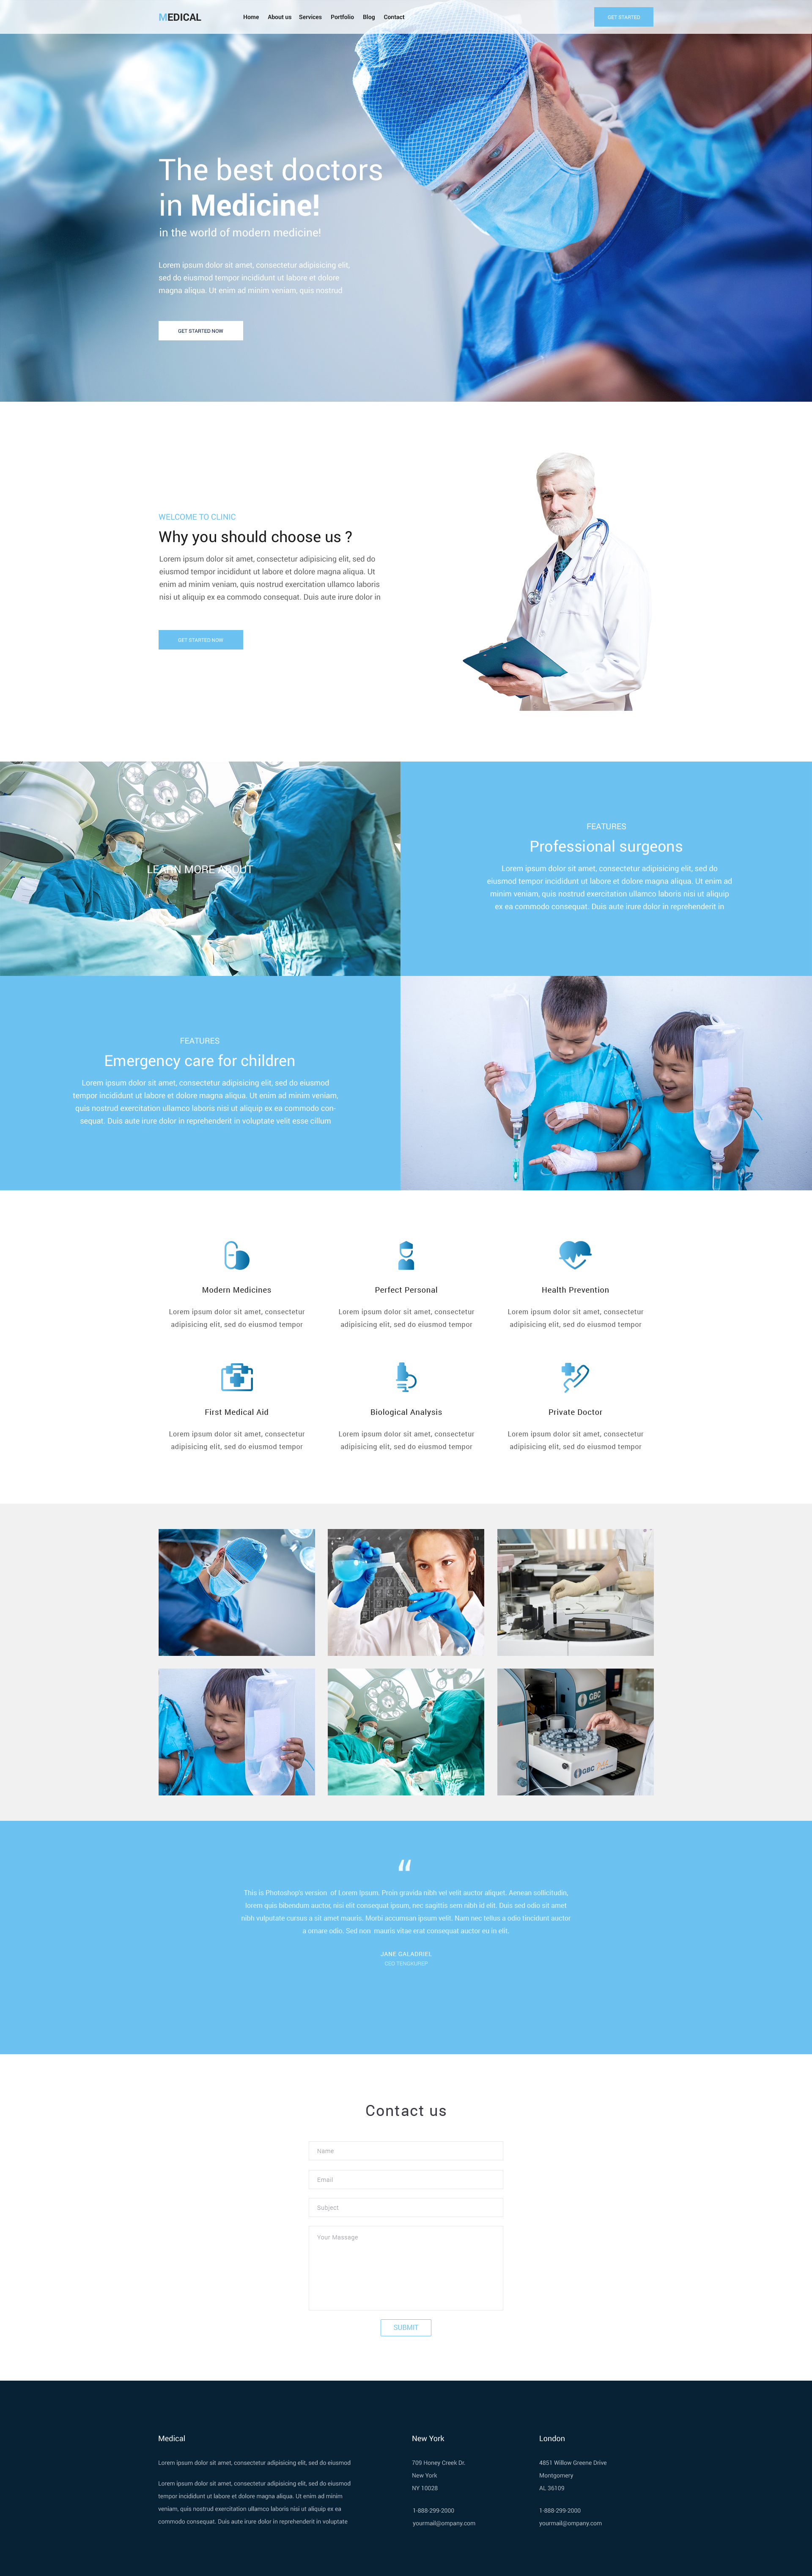 MEDICAL
Home About us Services Portfolio Blog Contact
GET STARTED
The best doctors
in Medicine!
in the world of modern medicine!
Lorem ipsum dolor sit amet, consectetur adipisicing elit,
sed do eiusmod tempor incididunt ut labore et dolore
magna aliqua. Ut enim ad minim veniam, quis nostrud
GET STARTED NOW
WELCOME TO CLINIC
Why you should choose us ?
Lorem ipsum dolor sit amet, consectetur adipisicing elit, sed do
eiusmod tempor incididunt ut labore et dolore magna aliqua. Ut
enim ad minim veniam, quis nostrud exercitation ullamco laboris
nisi ut aliquip ex ea commodo consequat. Duis aute irure dolor in
GET STARTED NOW
LEARN MORE ABOUT
FEATURES
Professional surgeons
Lorem ipsum dolor sit amet, consectetur adipisicing elit, sed do
eiusmod tempor incididunt ut labore et dolore magna aliqua. Ut enim ad
minim veniam, quis nostrud exercitation ullamco laboris nisi ut aliquip
ex ea commodo consequat. Duis aute irure dolor in reprehenderit in
FEATURES
Emergency care for children
Lorem ipsum dolor sit amet, consectetur adipisicing elit, sed do eiusmod
tempor incididunt ut labore et dolore magna aliqua. Ut enim ad minim veniam,
quis nostrud exercitation ullamco laboris nisi ut aliquip ex ea commodo con-
sequat. Duis aute irure dolor in reprehenderit in voluptate velit esse cillum
Modern Medicines
Lorem ipsum dolor sit amet, consectetur
adipisicing elit, sed do eiusmod tempor
Perfect Personal
Lorem ipsum dolor sit amet, consectetur
adipisicing elit, sed do eiusmod tempor
Health Prevention
Lorem ipsum dolor sit amet, consectetur
adipisicing elit, sed do eiusmod tempor
First Medical Aid
Lorem ipsum dolor sit amet, consectetur
adipisicing elit, sed do eiusmod tempor
Biological Analysis
Lorem ipsum dolor sit amet, consectetur
adipisicing elit, sed do eiusmod tempor
Private Doctor
Lorem ipsum dolor sit amet, consectetur
adipisicing elit, sed do eiusmod tempor
GBC
GBC
“
This is Photoshop's version of Lorem Ipsum. Proin gravida nibh vel velit auctor aliquet. Aenean sollicitudin,
lorem quis bibendum auctor, nisi elit consequat ipsum, nec sagittis sem nibh id elit. Duis sed odio sit amet
nibh vulputate cursus a sit amet mauris. Morbi accumsan ipsum velit. Nam nec tellus a odio tincidunt auctor
a ornare odio. Sed non mauris vitae erat consequat auctor eu in elit.
JANE GALADRIEL
CEO TENGKUREP
Contact us
Name
Email
Subject
Your Massage
SUBMIT
Medical
Lorem ipsum dolor sit amet, consectetur adipisicing elit, sed do eiusmod
Lorem ipsum dolor sit amet, consectetur adipisicing elit, sed do eiusmod
tempor incididunt ut labore et dolore magna aliqua. Ut enim ad minim
veniam, quis nostrud exercitation ullamco laboris nisi ut aliquip ex ea
commodo consequat. Duis aute irure dolor in reprehenderit in voluptate
New York
709 Honey Creek Dr.
New York
NY 10028
1-888-299-2000
yourmail@ompany.com
London
4851 Willow Greene Drive
Montgomery
AL 36109
1-888-299-2000
yourmail@ompany.com